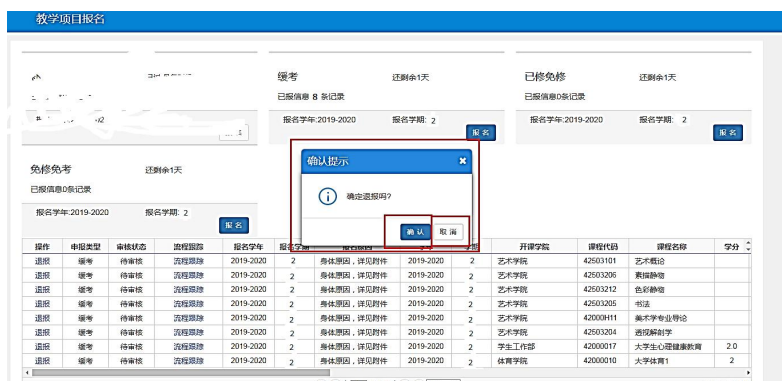 教学项目报名
缓考 还剩余1天
已修免修 还剩余1天
已报信息 8 条记录
已报信息0条记录
报名学年:2019-2020 报名学期: 2
报名
报名学年:2019-2020 报名学期: 2
报名
确认提示
确定退报吗?
确认 取消
免修免考 还剩余1天
已报信息0条记录
报名学年:2019-2020 报名学期: 2
报名
操作 申报类型 审核状态 流程跟踪 报名学年 开课学院 课程代码 课程名称 学分
退报 缓考 待审核 流程跟踪 2019-2020 2 身体原因，详见附件 2019-2020 2 艺术学院 42503101 艺术概论
退报 缓考 待审核 流程跟踪 2019-2020 2 身体原因，详见附件 2019-2020 2 艺术学院 42503206 素描静物
退报 缓考 待审核 流程跟踪 2019-2020 2 身体原因，详见附件 2019-2020 2 艺术学院 42503212 色彩静物
退报 缓考 待审核 流程跟踪 2019-2020 2 身体原因，详见附件 2019-2020 2 艺术学院 42503205 书法
退报 缓考 待审核 流程跟踪 2019-2020 2 身体原因，详见附件 2019-2020 2 艺术学院 42000H11 美术学专业导论
退报 缓考 待审核 流程跟踪 2019-2020 2 身体原因，详见附件 2019-2020 2 艺术学院 42503204 透视解剖学
退报 缓考 待审核 流程跟踪 2019-2020 2 身体原因，详见附件 2019-2020 2 学生工作部 42000017 大学生心理健康教育 2.0
退报 缓考 待审核 流程跟踪 2019-2020 2 身体原因，详见附件 2019-2020 2 体育学院 42000010 大学体育1 2